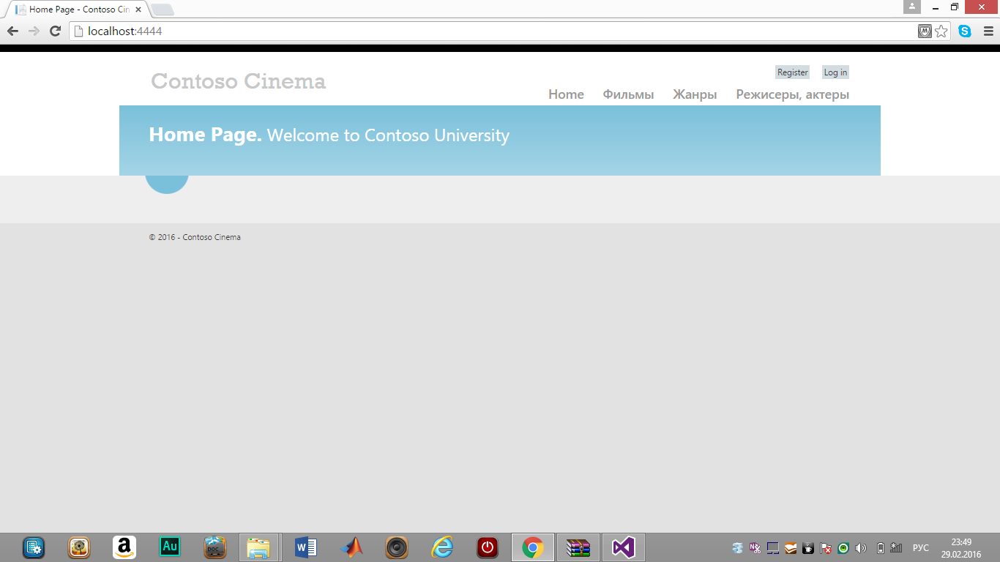 Home Page - Contoso Cin
localhost:4444
Contoso Cinema
Register Log in
Home Фильмы Жанры Режисеры, актеры
Home Page. Welcome to Contoso University
© 2016 - Contoso Cinema
a
Au
DOC
W
РУС
23:49
29.02.2016